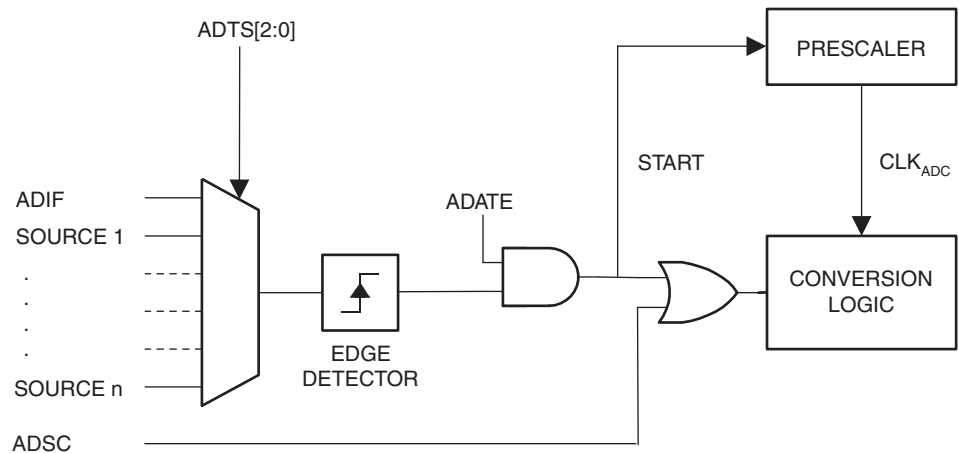 ADTS[2:0]
PRESCALER
START
CLKADC
ADIF
ADATE
SOURCE 1
.
.
.
.
CONVERSION
LOGIC
EDGE
DETECTOR
SOURCE n
ADSC